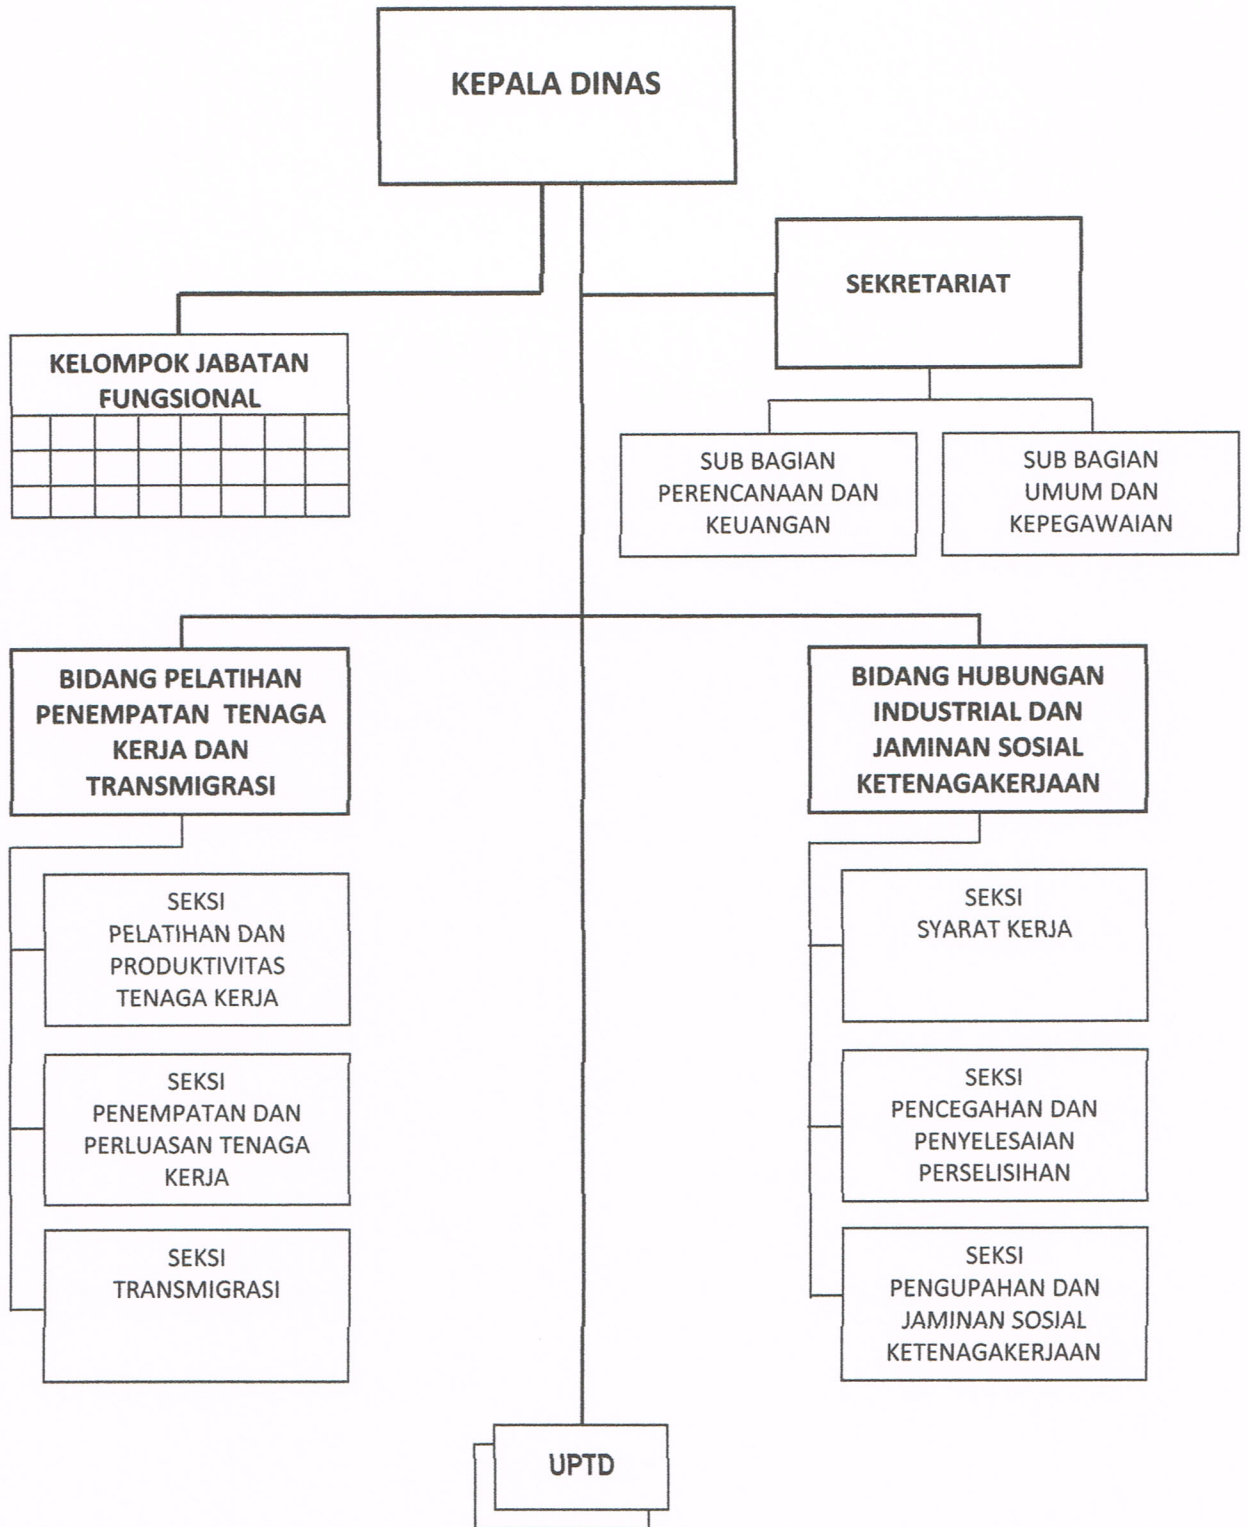 KEPALA DINAS
SEKRETARIAT
KELOMPOK JABATAN
FUNGSIONAL
SUB BAGIAN
PERENCANAAN DAN
KEUANGAN
SUB BAGIAN
UMUM DAN
KEPEGAWAIAN
BIDANG PELATIHAN
PENEMPATAN TENAGA
KERJA DAN
TRANSMIGRASI
BIDANG HUBUNGAN
INDUSTRIAL DAN
JAMINAN SOSIAL
KETENAGAKERJAAN
SEKSI
PELATIHAN DAN
PRODUKTIVITAS
TENAGA KERJA
SEKSI
PENEMPATAN DAN
PERLUASAN TENAGA
KERJA
SEKSI
TRANSMIGRASI
SEKSI
SYARAT KERJA
SEKSI
PENCEGAHAN DAN
PENYELESAIAN
PERSELISIHAN
SEKSI
PENGUPAHAN DAN
JAMINAN SOSIAL
KETENAGAKERJAAN
UPTD